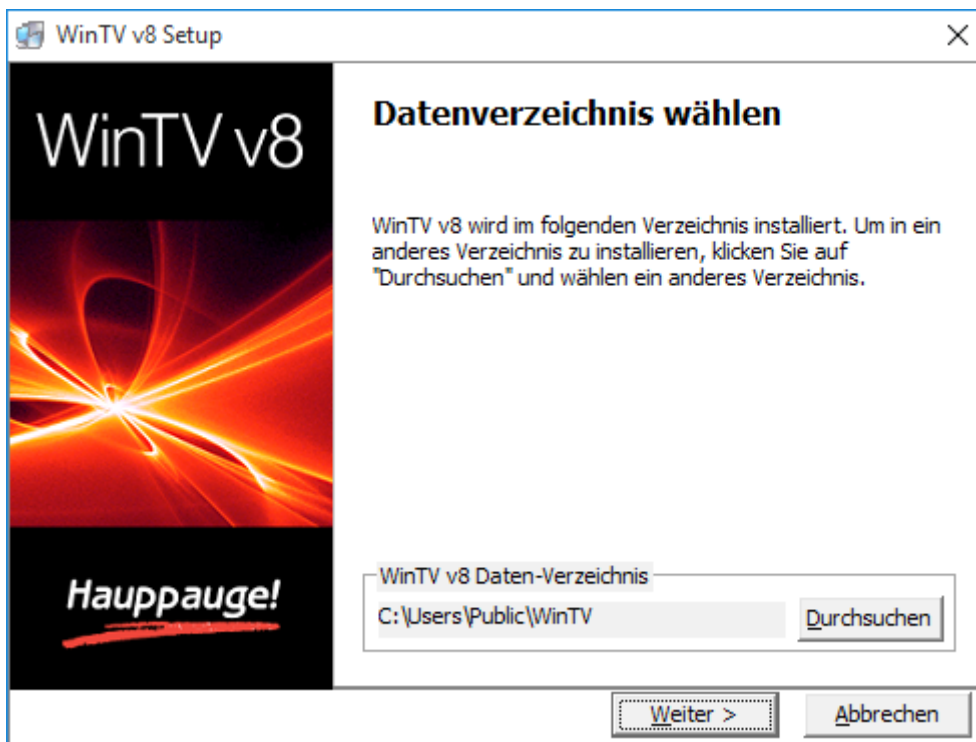 WinTV v8 Setup
WinTV v8
Datenverzeichnis wählen
WinTV v8 wird im folgenden Verzeichnis installiert. Um in ein
anderes Verzeichnis zu installieren, klicken Sie auf
"Durchsuchen" und wählen ein anderes Verzeichnis.
Hauppauge!
WinTV v8 Daten-Verzeichnis
C:\Users\Public\WinTV
Durchsuchen
Weiter >
Abbrechen